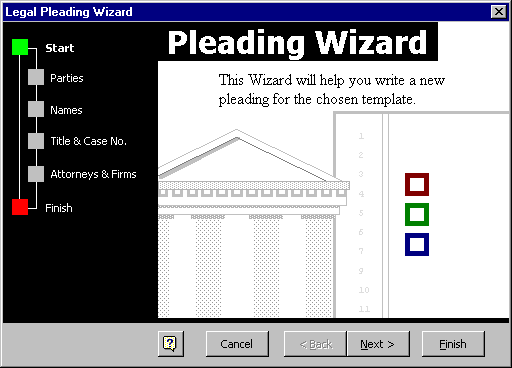 Legal Pleading Wizard
Start
Parties
Names
Title & Case No.
Attorneys & Firms
Finish
Pleading Wizard
This Wizard will help you write a new
pleading for the chosen template.
1
2
3
4
5
6
7
8
9
10
11
?
Cancel
< Back
Next >
Finish